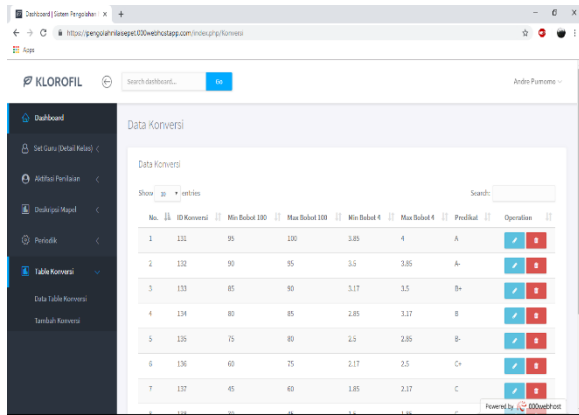 Dashboard | Sistem Pengolahan
https://pengolahnilaisepet.000webhostapp.com/index.php/Konversi
Apps
KLOROFIL
Search dashboard...
Go
Andre Purnomo
Dashboard
Set Guru (Detail Kelas)
Aktifasi Penilaian
Deskripsi Mapel
Periodik
Table Konversi
Data Table Konversi
Tambah Konversi
Data Konversi
Data Konversi
Show 10 entries
Search:
No. ID Konversi Min Bobot 100 Max Bobot 100 Min Bobot 4 Max Bobot 4 Predikat Operation
1 131 95 100 3.85 4 A
2 132 90 95 3.5 3.85 A-
3 133 85 90 3.17 3.5 B+
4 134 80 85 2.85 3.17 B
5 135 75 80 2.5 2.85 B-
6 136 60 75 2.17 2.5 C+
7 137 45 60 1.85 2.17 C
Powered by 000webhost